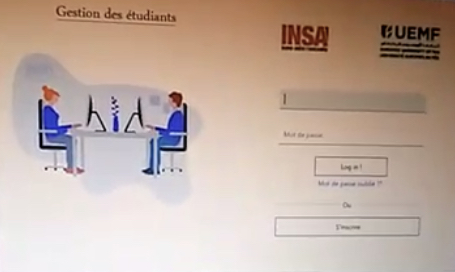 Gestion des étudiants
INSA
UEMF
Mot de passe
Log in !
Mot de passe oublié ??
Ou
S'inscrire